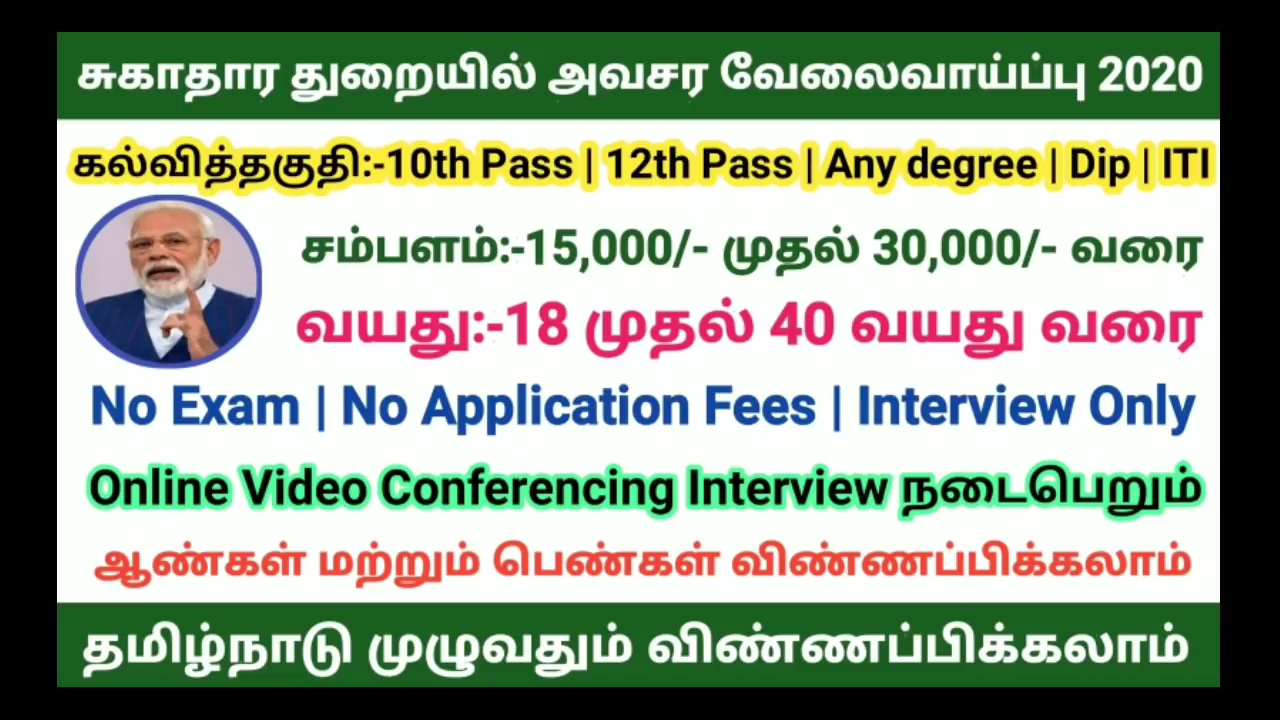 சுகாதார துறையில் அவசர வேலைவாய்ப்பு 2020
கல்வித்தகுதி:-10th Pass | 12th Pass | Any degree | Dip | ITI
சம்பளம்:-15,000/- முதல் 30,000/- வரை
வயது:-18 முதல் 40 வயது வரை
No Exam | No Application Fees | Interview Only
Online Video Conferencing Interview நடைபெறும்
ஆண்கள் மற்றும் பெண்கள் விண்ணப்பிக்கலாம்
தமிழ்நாடு முழுவதும் விண்ணப்பிக்கலாம்